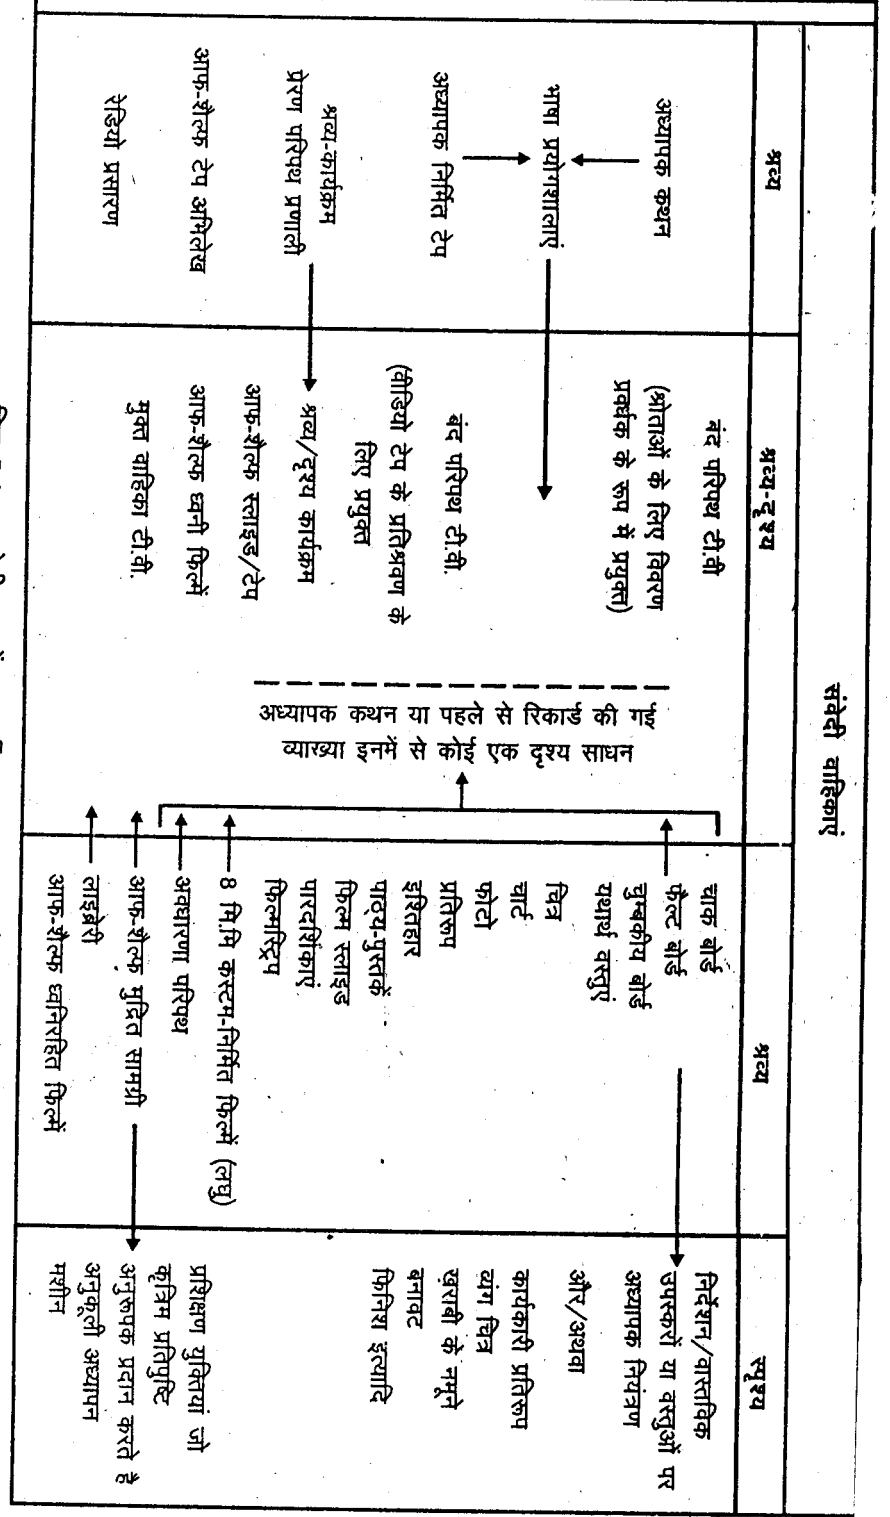 संवेदी वाहिकाएं
श्रव्य
अध्यापक कथन
भाषा प्रयोगशालाएं
अध्यापक निर्मित टेप
श्रव्य-कार्यक्रम
प्रेरण परिपथ प्रणाली
आफ-शैल्फ टेप अभिलेख
रेडियो प्रसारण
श्रव्य-दृश्य
बंद परिपथ टी.वी
(श्रोताओं के लिए विवरण
प्रवर्धक के रूप में प्रयुक्त)
बंद परिपथ टी.वी.
(वीडियो टेप के प्रतिश्रवण के
लिए प्रयुक्त
श्रव्य/दृश्य कार्यक्रम
आफ-शैल्फ स्लाइड/टेप
आफ-शैल्फ ध्वनी फिल्में
मुक्त वाहिका टी.वी.
अध्यापक कथन या पहले से रिकार्ड की गई
व्याख्या इनमें से कोई एक दृश्य साधन
श्रव्य
चाक बोर्ड
फैल्ट बोर्ड
चुम्बकीय बोर्ड
यथार्थ वस्तुएं
चित्र
चार्ट
फोटो
प्रतिरूप
इश्तिहार
पाठ्य-पुस्तकें
फिल्म स्लाइड
पारदर्शिकाएं
फिल्मस्ट्रिप
8 मि.मि कस्टम-निर्मित फिल्में (लघु)
अवधारणा परिपथ
आफ-शैल्फ मुद्रित सामग्री
लाइब्रेरी
आफ-शैल्फ ध्वनिरहित फिल्में
स्पृश्य
निर्देशन/वास्तविक
उपस्करों या वस्तुओं पर
अध्यापक नियंत्रण
और/अथवा
कार्यकारी प्रतिरूप
व्यंग चित्र
खराबी के नमूने
बनावट
फिनिश इत्यादि
प्रशिक्षण युक्तियां जो
कृत्रिम प्रतिपुष्टि
अनुरूपक प्रदान करते है
अनुकूली अध्यापन
मशीन